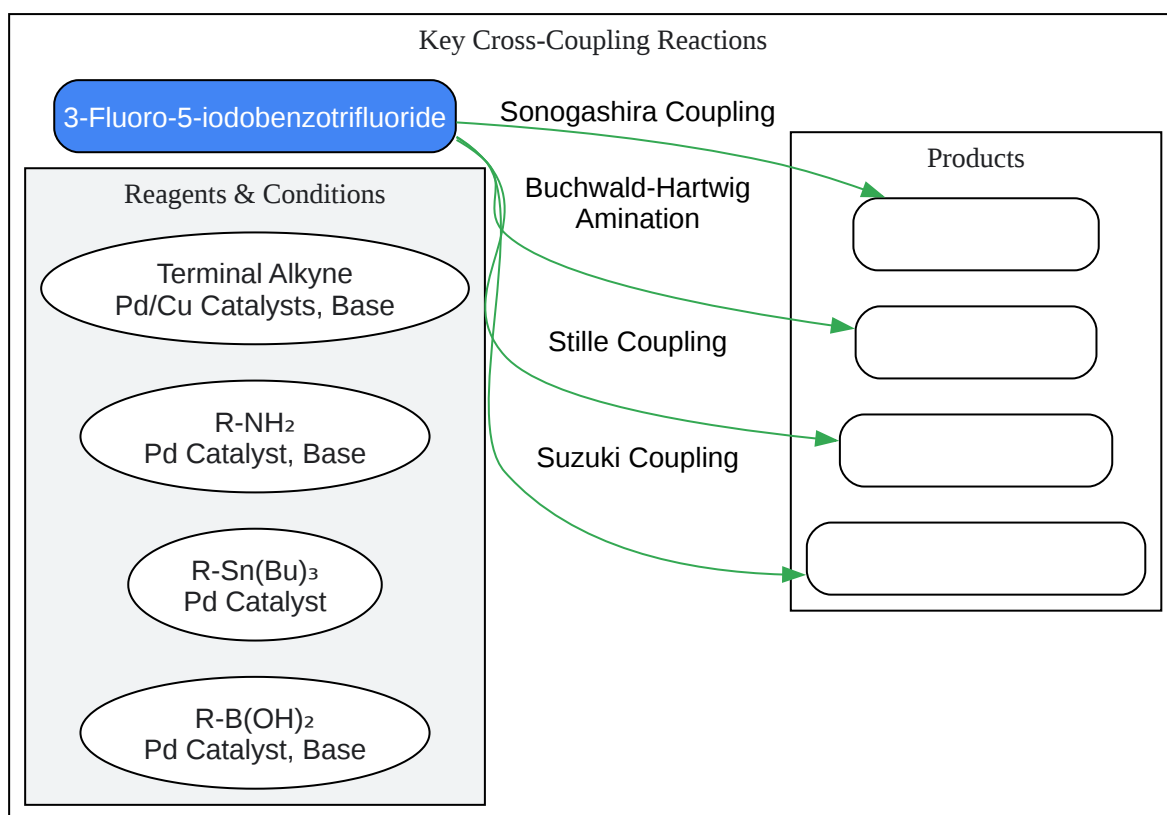 Key Cross-Coupling Reactions
3-Fluoro-5-iodobenzotrifluoride
Reagents & Conditions
Terminal Alkyne
Pd/Cu Catalysts, Base
R-NH₂
Pd Catalyst, Base
R-Sn(Bu)₃
Pd Catalyst
R-B(OH)₂
Pd Catalyst, Base
Sonogashira Coupling
Buchwald-Hartwig
Amination
Stille Coupling
Suzuki Coupling
Products